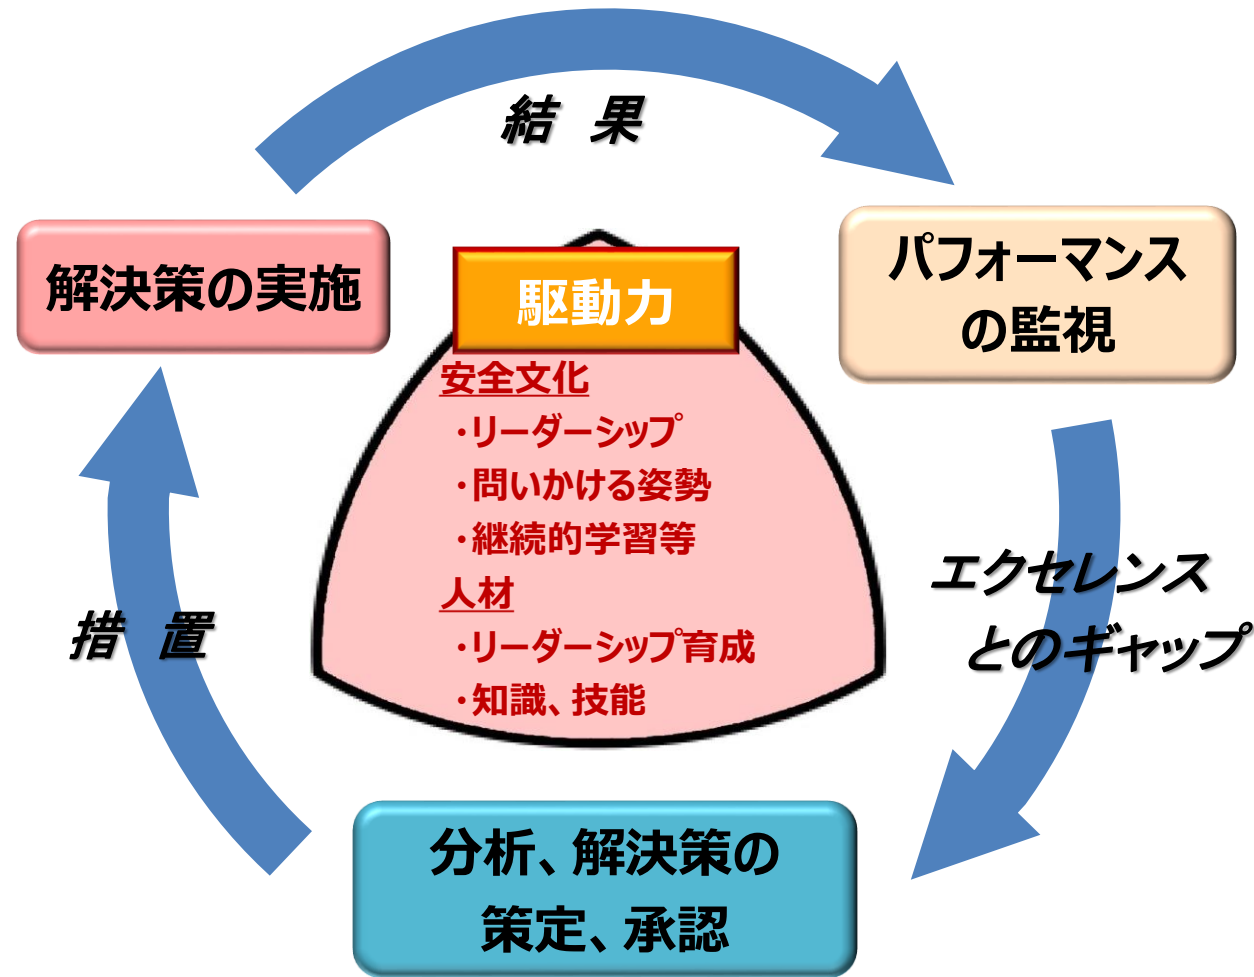 結　果
解決策の実施
パフォーマンス
の監視
駆動力
安全文化
・リーダーシップ
・問いかける姿勢
・継続的学習等
人材
・リーダーシップ育成
・知識、技能
エクセレンス
とのギャップ
措　置
分析、解決策の
策定、承認